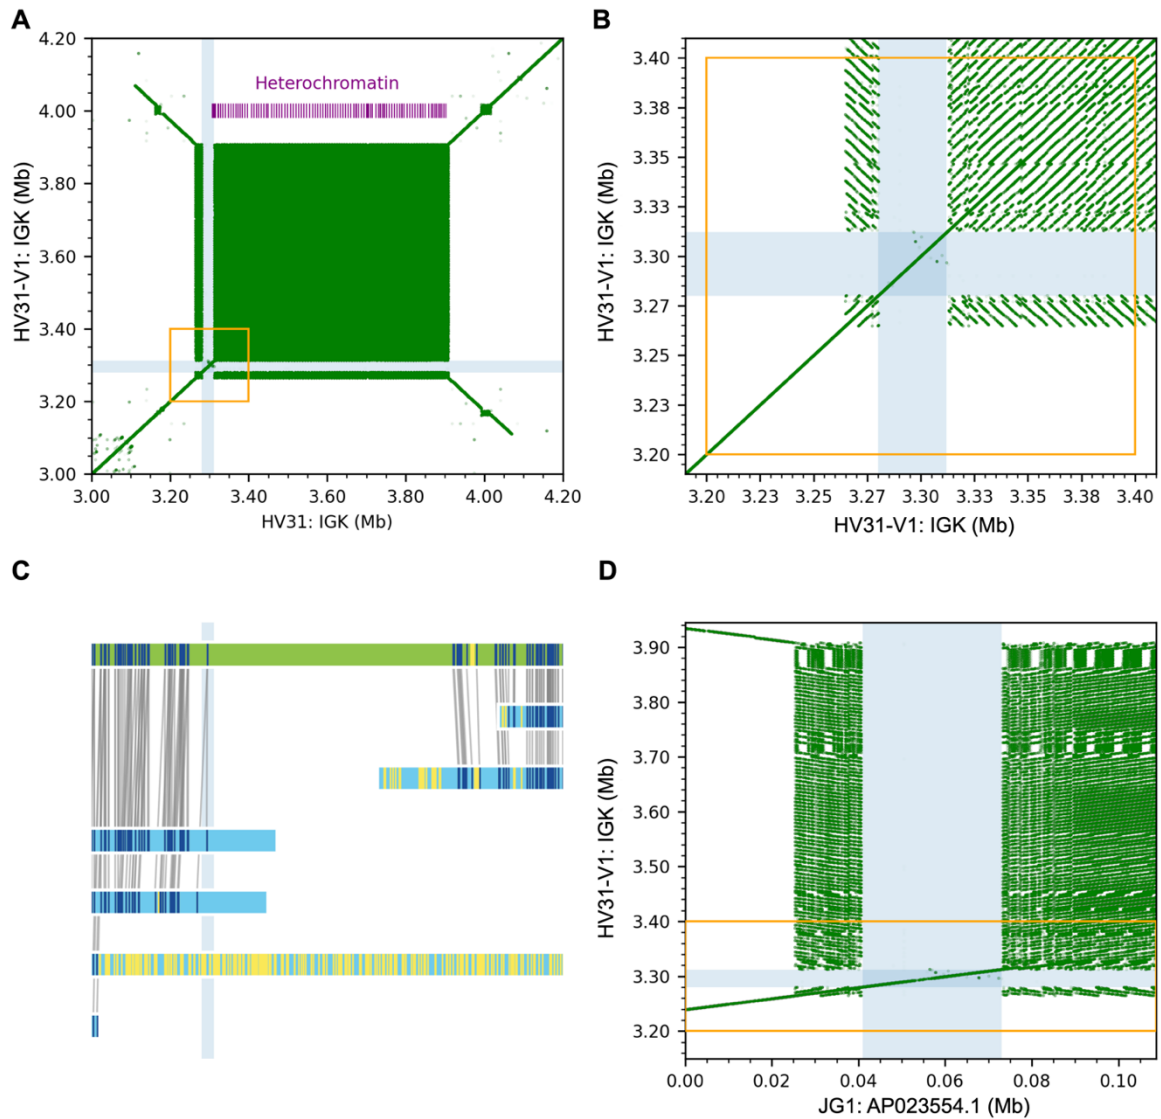 A
4.20
4.00
3.80
3.60
3.40
3.20
3.00
HV31-V1: IGK (Mb)
Heterochromatin
3.00 3.20 3.40 3.60 3.80 4.00 4.20
HV31: IGK (Mb)
B
3.40
3.38
3.35
3.33
3.30
3.27
3.25
3.23
3.20
HV31-V1: IGK (Mb)
3.20 3.23 3.25 3.27 3.30 3.33 3.35 3.38 3.40
HV31-V1: IGK (Mb)
C
D
3.90
3.80
3.70
3.60
3.50
3.40
3.30
3.20
HV31-V1: IGK (Mb)
0.00 0.02 0.04 0.06 0.08 0.10
JG1: AP023554.1 (Mb)